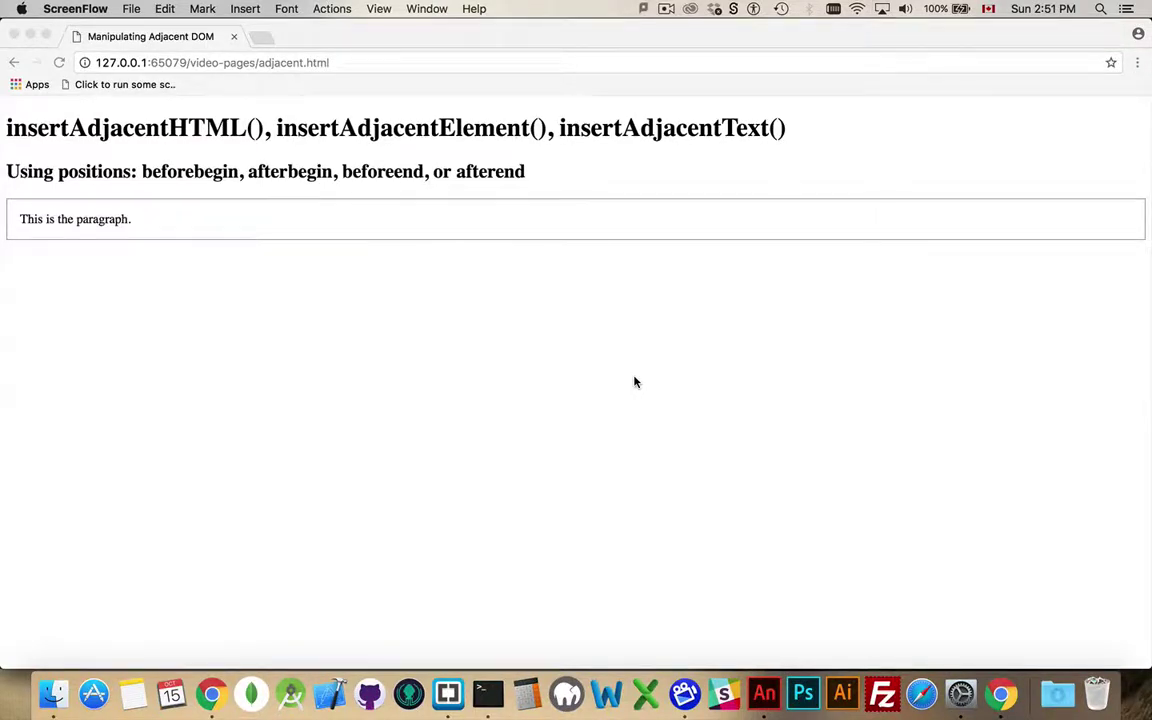 ScreenFlow File Edit Mark Insert Font Actions View Window Help S 100% Sun 2:51 PM
Manipulating Adjacent DOM ×
127.0.0.1:65079/video-pages/adjacent.html
Apps Click to run some sc..
insertAdjacentHTML(), insertAdjacentElement(), insertAdjacentText()
Using positions: beforebegin, afterbegin, beforeend, or afterend
This is the paragraph.
OCT
15
Ps
Ai
An
Fz